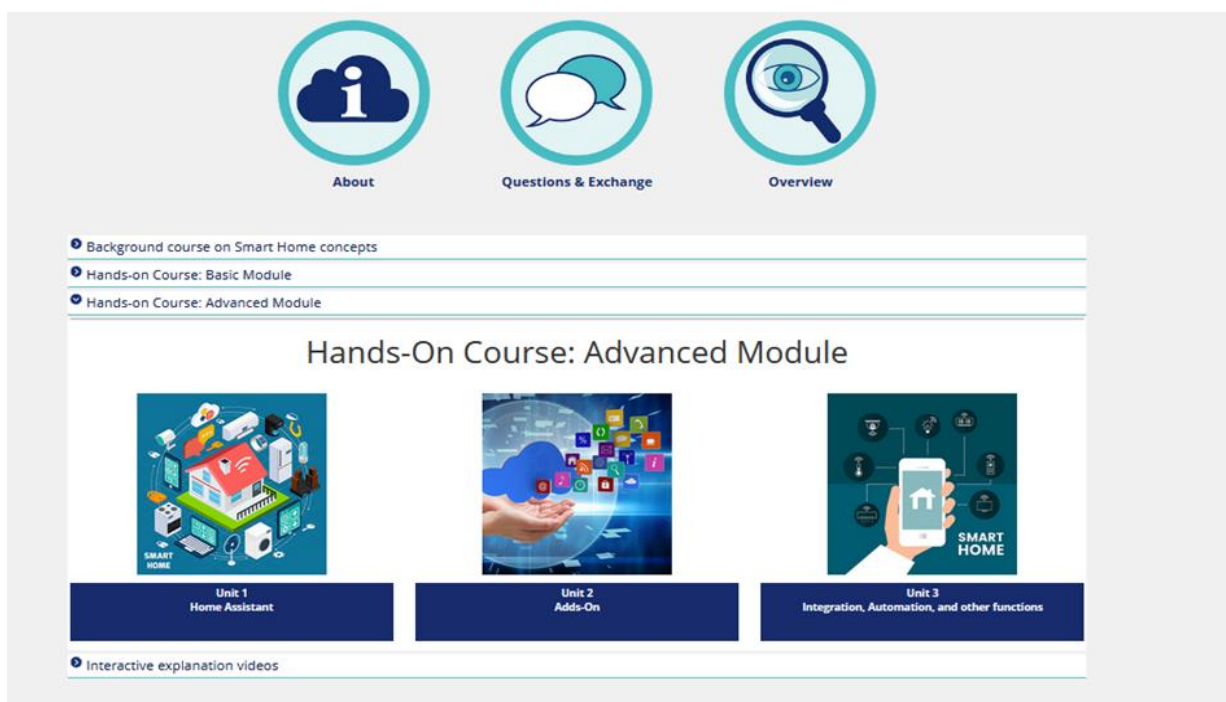 About
Questions & Exchange
Overview
Background course on Smart Home concepts
Hands-on Course: Basic Module
Hands-on Course: Advanced Module
Hands-On Course: Advanced Module
SMART
HOME
SMART
HOME
Unit 1
Home Assistant
Unit 2
Adds-On
Unit 3
Integration, Automation, and other functions
Interactive explanation videos